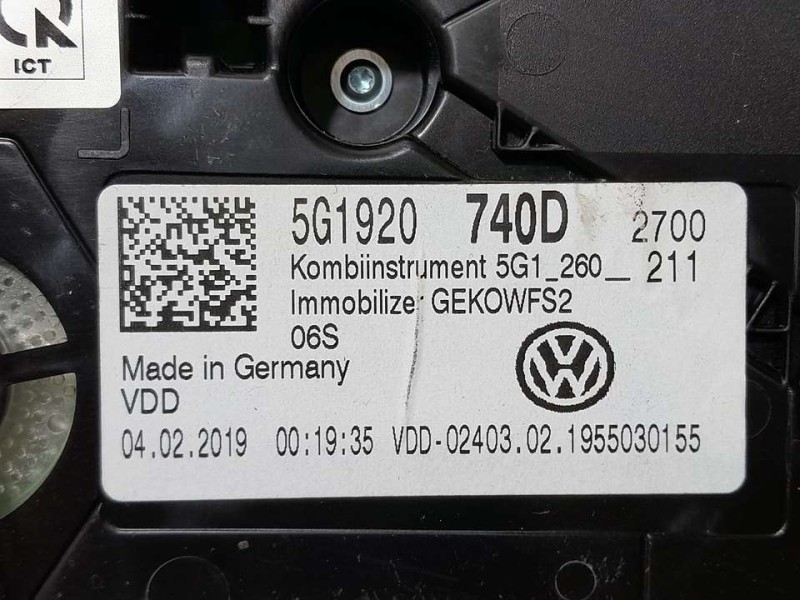 ICT
5G1920 740D 2700
Kombiinstrument 5G1_260__ 211
Immobilizer GEKOWFS2
06S
Made in Germany
VDD
04.02.2019 00:19:35 VDD-02403.02.1955030155